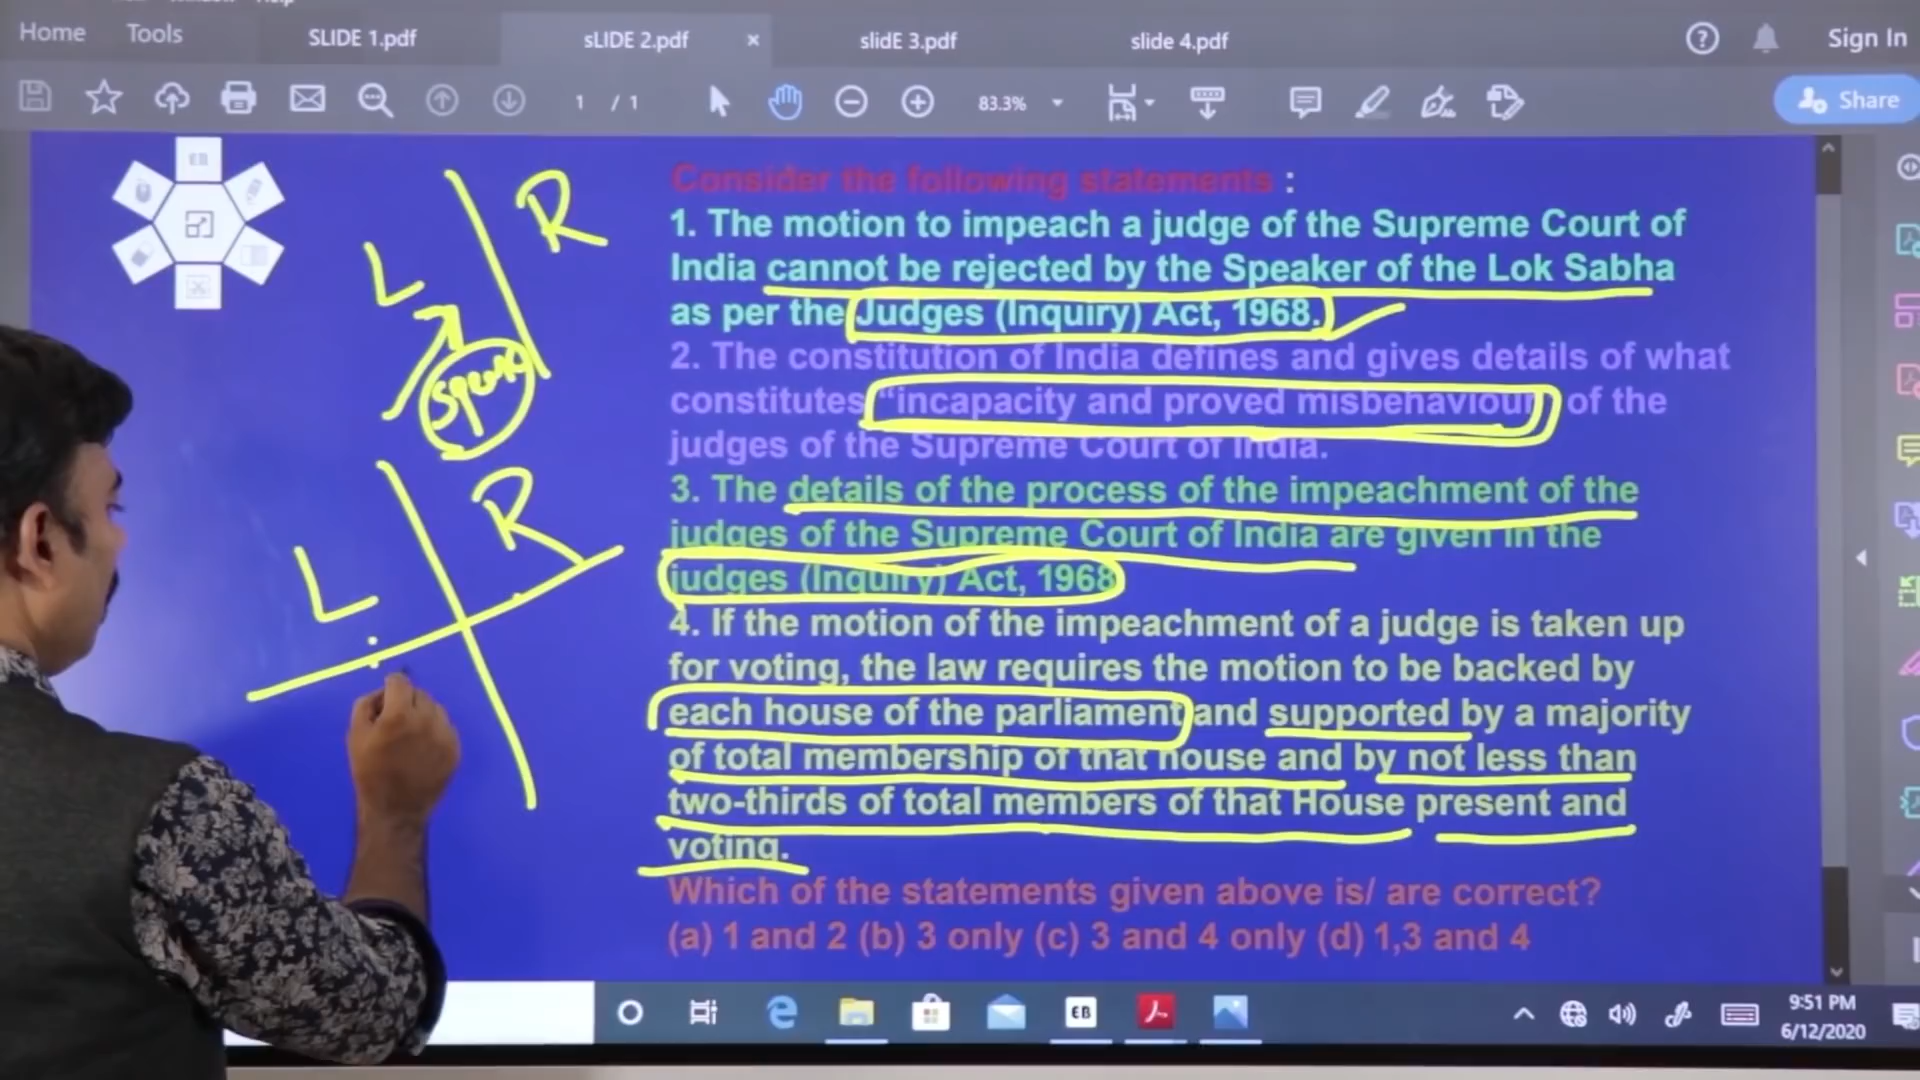 Home Tools SLIDE 1.pdf sLIDE 2.pdf × slidE 3.pdf slide 4.pdf Sign In
1 / 1 83.3% Share
EB
L R
Consider the following statements :
1. The motion to impeach a judge of the Supreme Court of
India cannot be rejected by the Speaker of the Lok Sabha
as per the Judges (Inquiry) Act, 1968.
2. The constitution of India defines and gives details of what
constitutes "incapacity and proved misbehaviour of the
judges of the Supreme Court of India.
3. The details of the process of the impeachment of the
judges of the Supreme Court of India are given in the
judges (Inquiry) Act, 1968
4. If the motion of the impeachment of a judge is taken up
for voting, the law requires the motion to be backed by
each house of the parliament and supported by a majority
of total membership of that house and by not less than
two-thirds of total members of that House present and
voting.
Which of the statements given above is/ are correct?
(a) 1 and 2 (b) 3 only (c) 3 and 4 only (d) 1,3 and 4
L R
EB
9:51 PM
6/12/2020